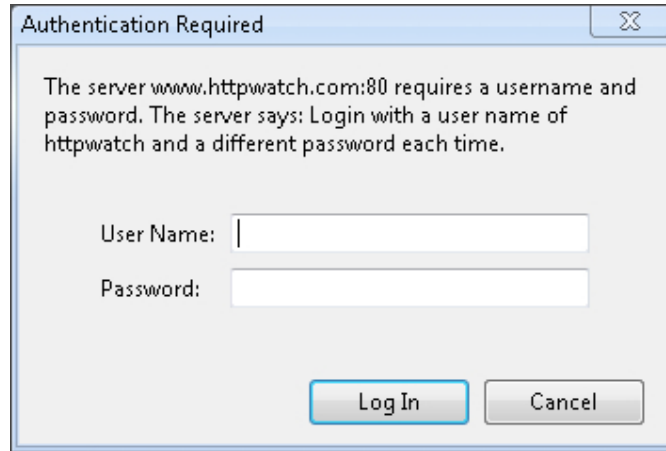 Authentication Required
The server www.httpwatch.com:80 requires a username and
password. The server says: Login with a user name of
httpwatch and a different password each time.
User Name:
Password:
Log In
Cancel